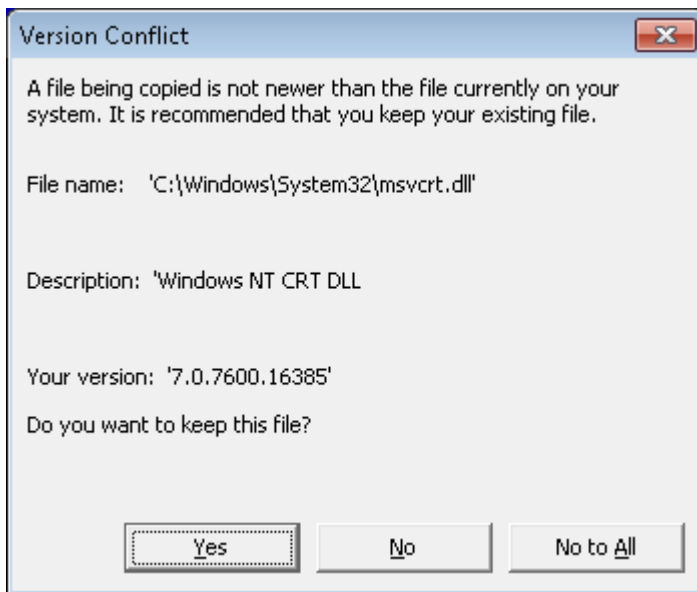 Version Conflict
A file being copied is not newer than the file currently on your
system. It is recommended that you keep your existing file.
File name: 'C:\Windows\System32\msvcrt.dll'
Description: 'Windows NT CRT DLL
Your version: '7.0.7600.16385'
Do you want to keep this file?
Yes No No to All